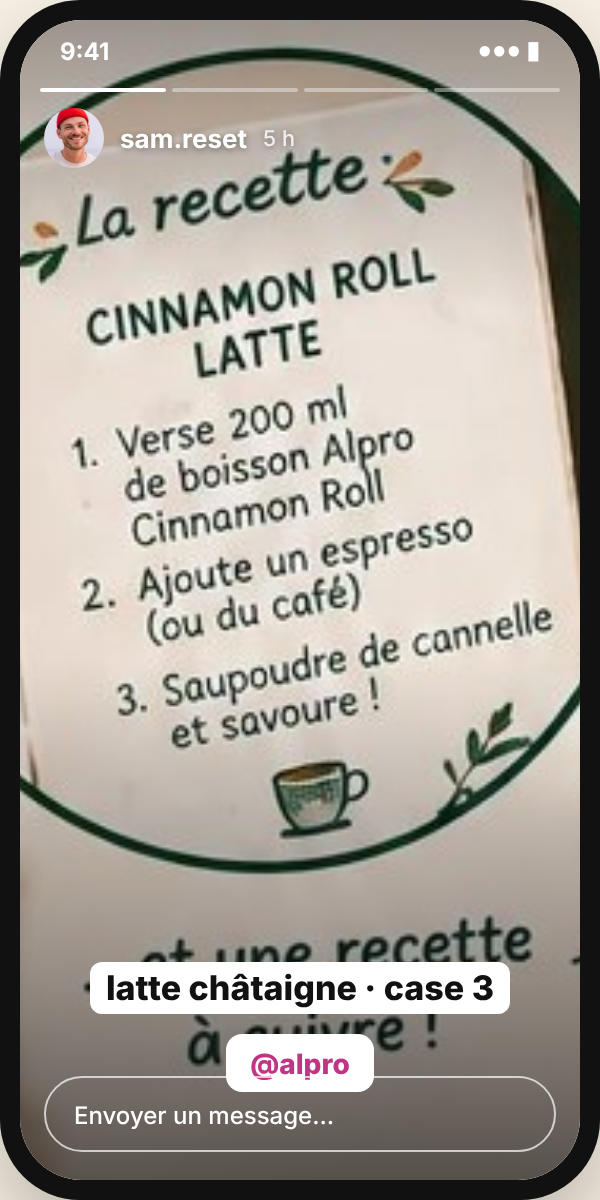 9:41
sam.reset 5 h
La recette
CINNAMON ROLL
LATTE
1. Verse 200 ml
de boisson Alpro
Cinnamon Roll
2. Ajoute un espresso
(ou du café)
3. Saupoudre de cannelle
et savoure !
et une recette
latte châtaigne · case 3
à suivre !
@alpro
Envoyer un message...